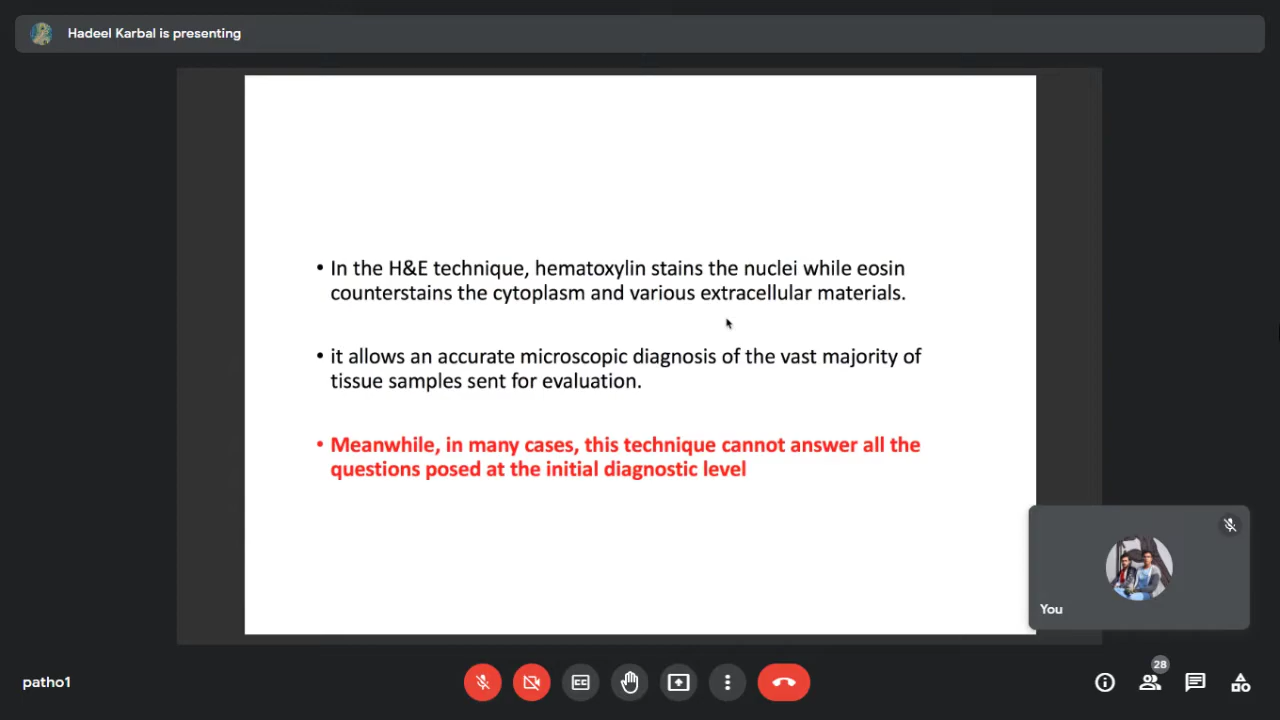 Hadeel Karbal is presenting
• In the H&E technique, hematoxylin stains the nuclei while eosin
counterstains the cytoplasm and various extracellular materials.
• it allows an accurate microscopic diagnosis of the vast majority of
tissue samples sent for evaluation.
• Meanwhile, in many cases, this technique cannot answer all the
questions posed at the initial diagnostic level
You
28
patho1
CC